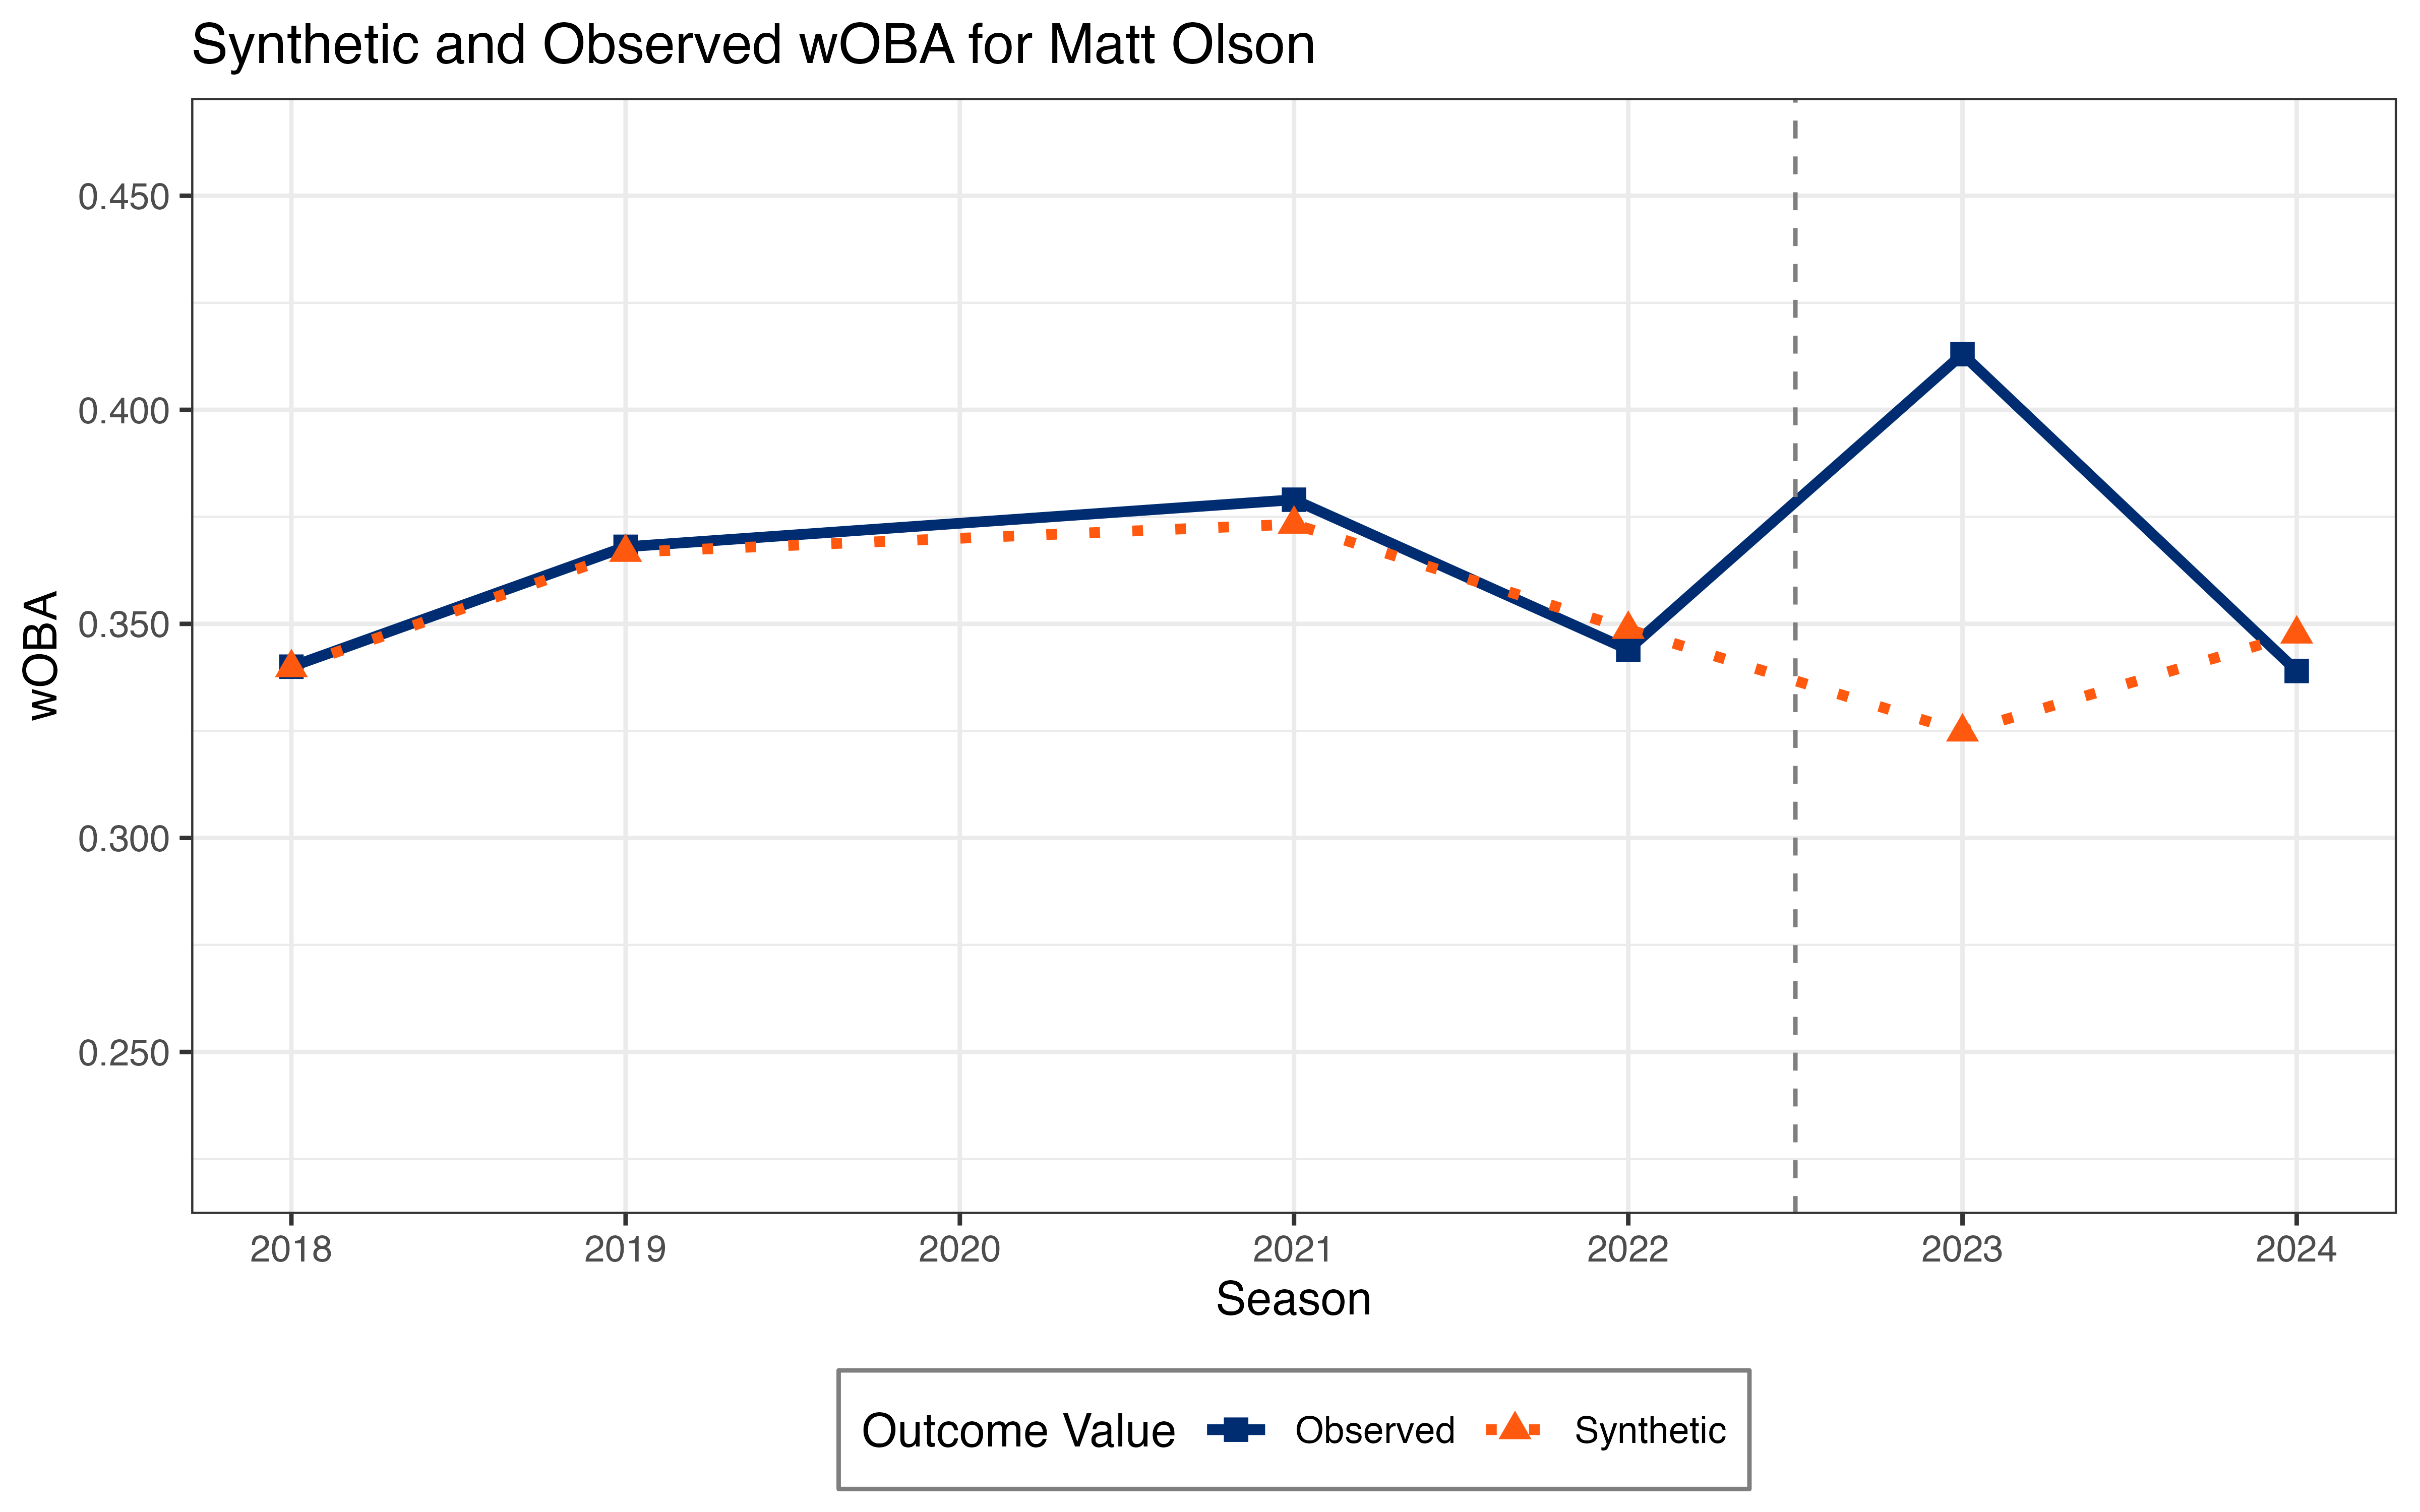 Synthetic and Observed wOBA for Matt Olson
0.450
0.400
0.350
0.300
0.250
wOBA
2018 2019 2020 2021 2022 2023 2024
Season
Outcome Value Observed Synthetic